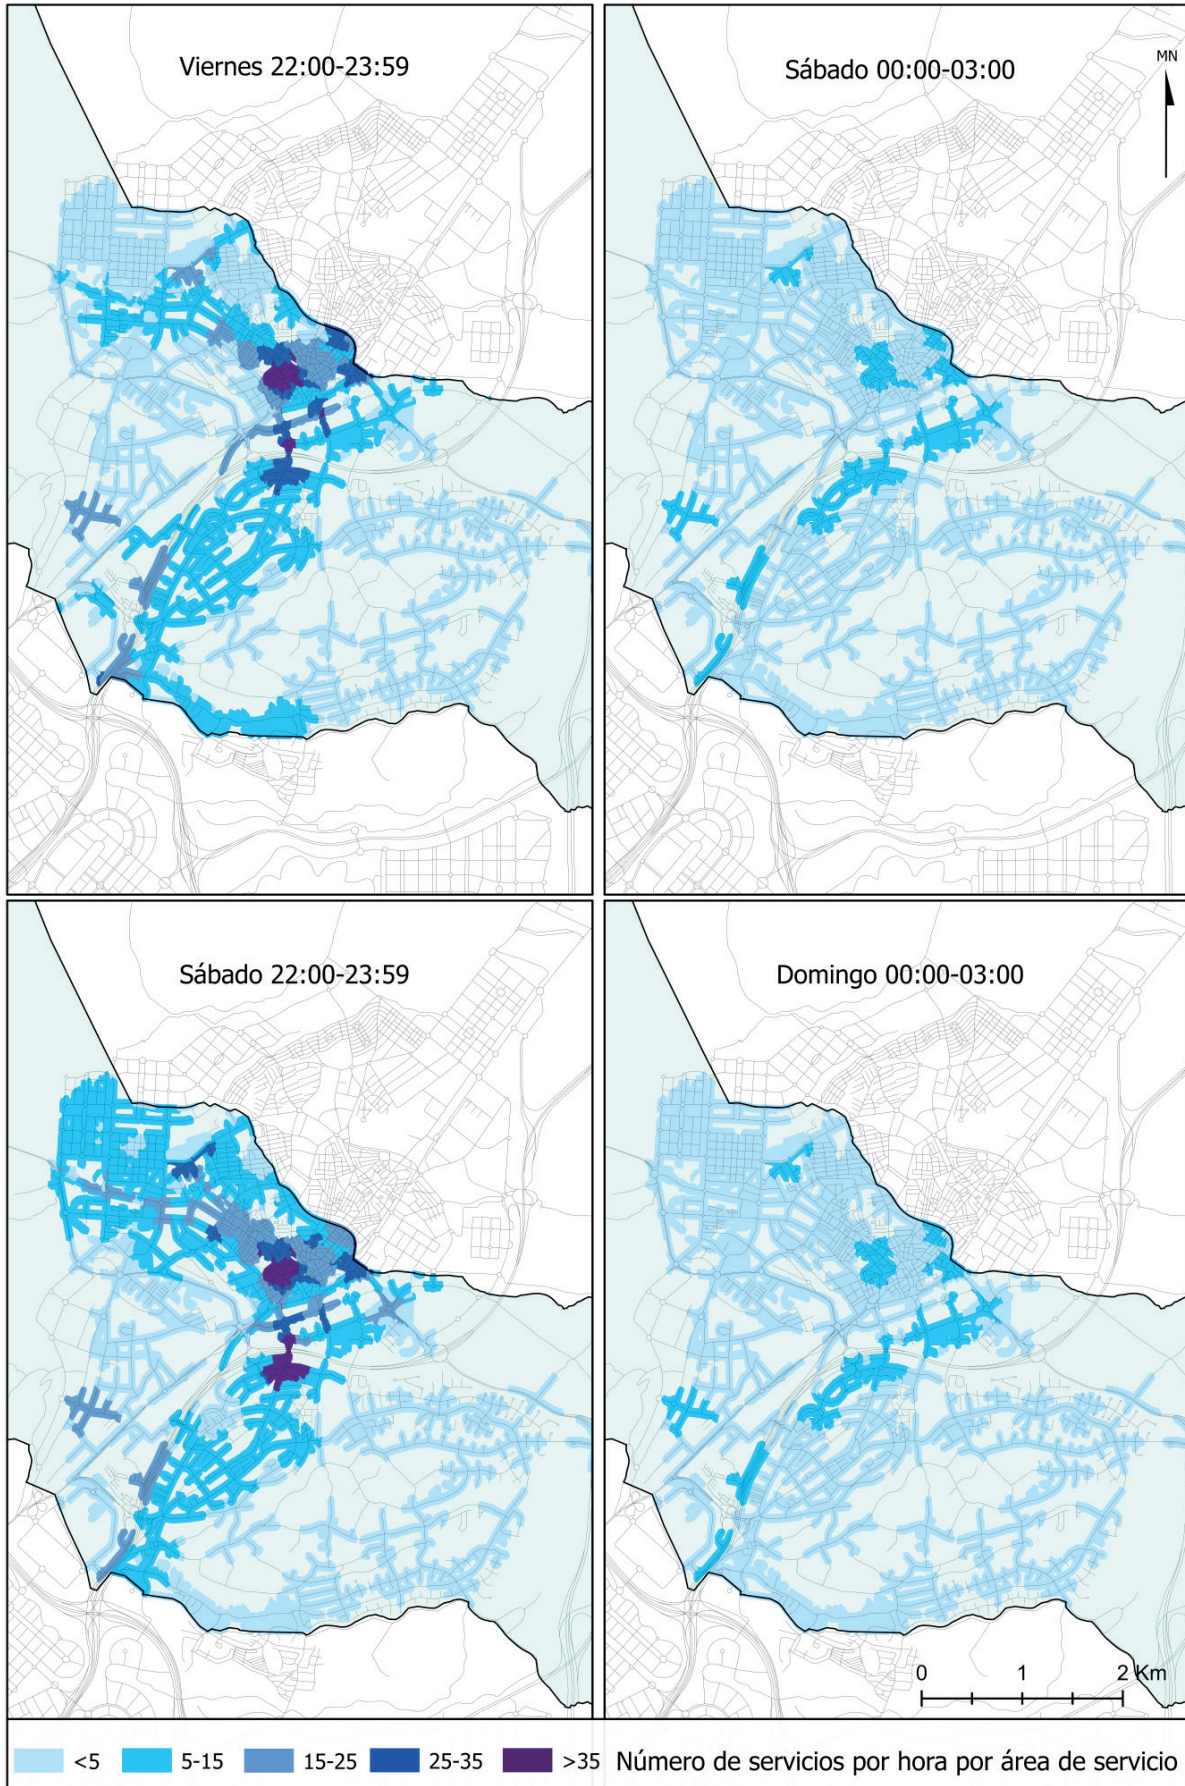 Viernes 22:00-23:59
Sábado 00:00-03:00
MN
Sábado 22:00-23:59
Domingo 00:00-03:00
0 1 2 Km
<5 5-15 15-25 25-35 >35 Número de servicios por hora por área de servicio